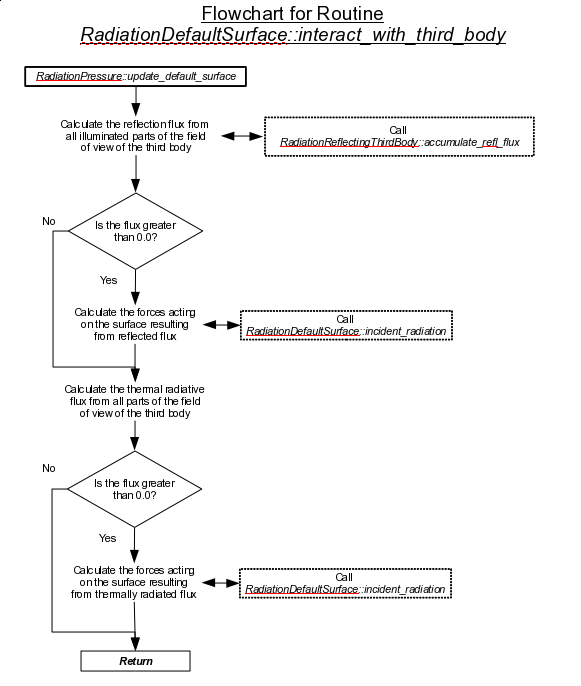 Flowchart for Routine
RadiationDefaultSurface::interact_with_third_body
RadiationPressure::update_default_surface
Calculate the reflection flux from
all illuminated parts of the field
of view of the third body
Call
RadiationReflectingThirdBody::accumulate_refl_flux
Is the flux greater
than 0.0?
No
Yes
Calculate the forces acting
on the surface resulting
from reflected flux
Call
RadiationDefaultSurface::incident_radiation
Calculate the thermal radiative
flux from all parts of the field
of view of the third body
Is the flux greater
than 0.0?
No
Yes
Calculate the forces acting
on the surface resulting
from thermally radiated flux
Call
RadiationDefaultSurface::incident_radiation
Return